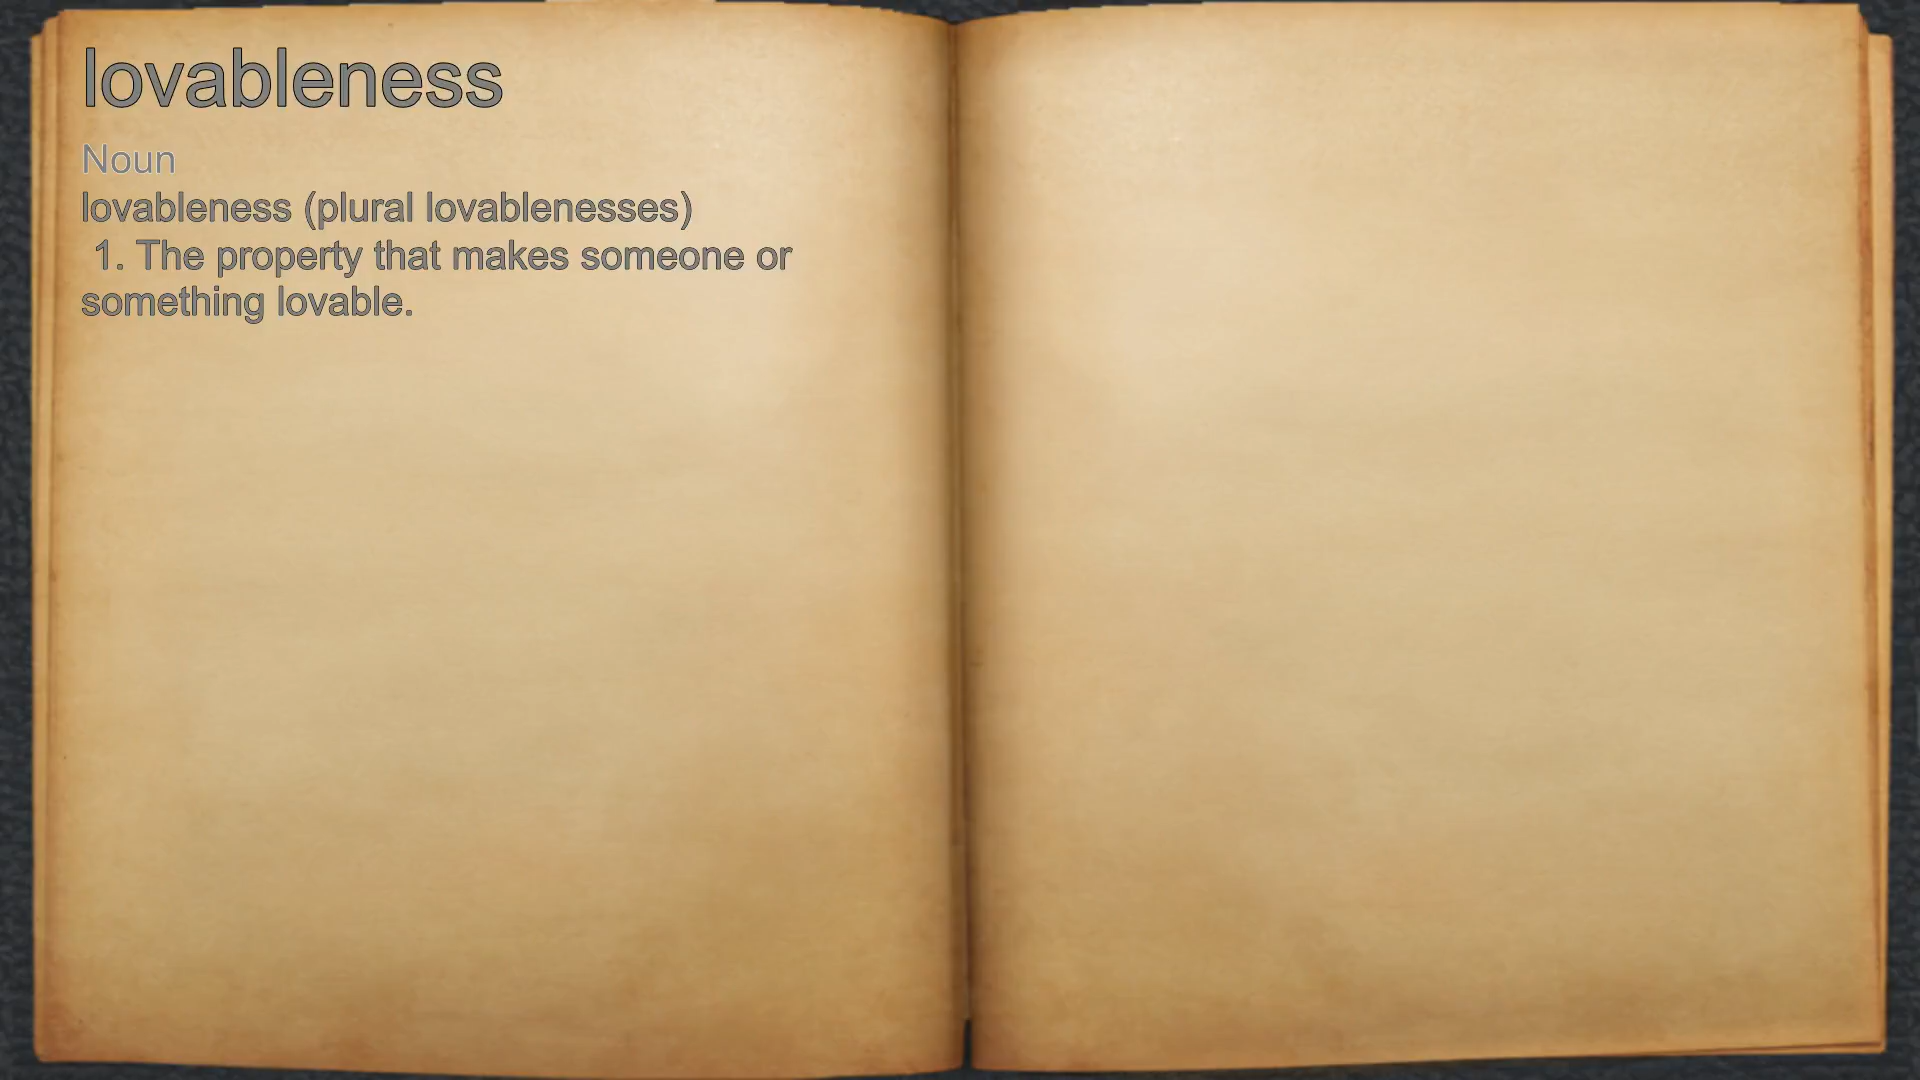 lovableness
Noun
lovableness (plural lovablenesses)
1. The property that makes someone or
something lovable.